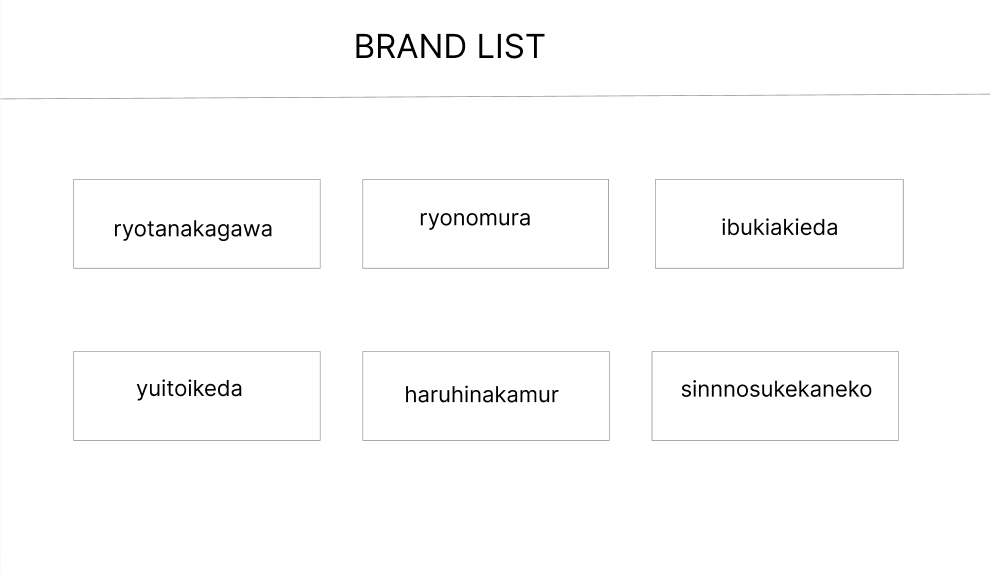 BRAND LIST
ryotanakagawa
ryonomura
ibukiakieda
yuitoikeda
haruhinakamur
sinnnosukekaneko